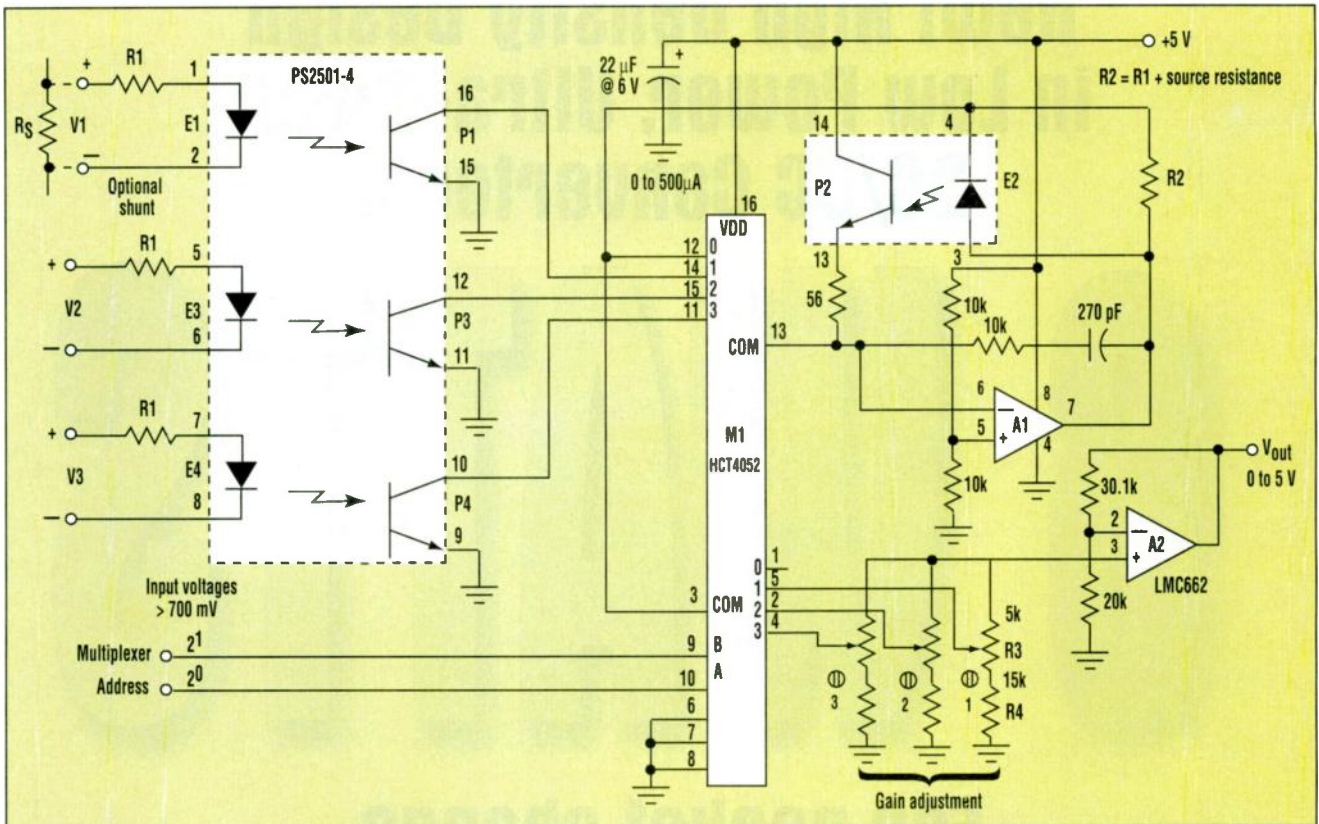 +5 V
R2 = R1 + source resistance
22 µF
@ 6 V
0 to 500µA
PS2501-4
R1
1
+
RS
V1
E1
16
P1
15
−
2
Optional
shunt
R1
5
+
V2
E3
12
P3
11
−
6
R1
7
+
V3
E4
10
P4
9
−
8
Input voltages
> 700 mV
Multiplexer 2¹
Address 2⁰
+
14
4
P2
E2
R2
13
3
56
10k
10k
270 pF
16
VDD
12
0
14
1
15
2
11
3
13
COM
M1
HCT4052
6
−
5
+
A1
8
7
4
10k
Vout
0 to 5 V
30.1k
2
−
3
+
A2
LMC662
20k
0
1
1
5
2
2
3
4
3
COM
9
B
10
A
6
7
8
5k
R3
15k
R4
3
2
1
Gain adjustment